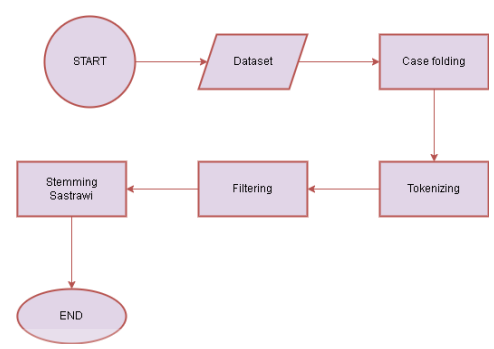 START
Dataset
Case folding
Tokenizing
Filtering
Stemming
Sastrawi
END